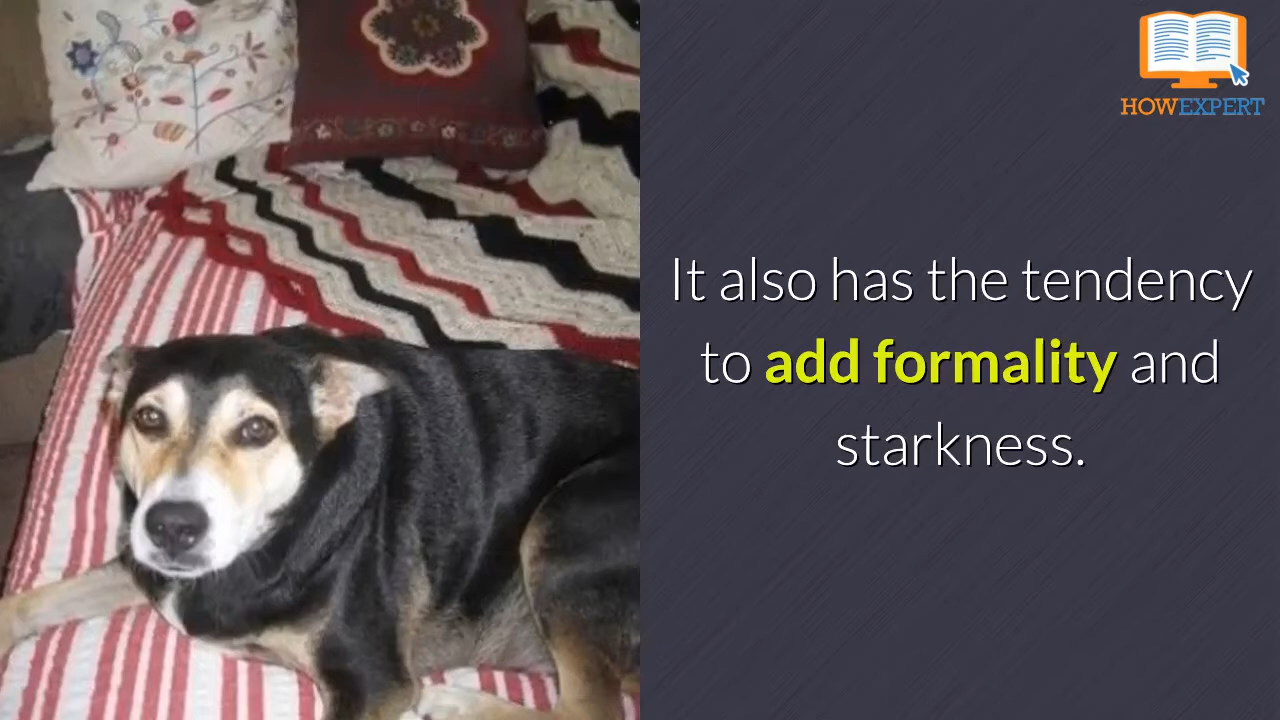 HOWEXPERT
It also has the tendency
to add formality and
starkness.